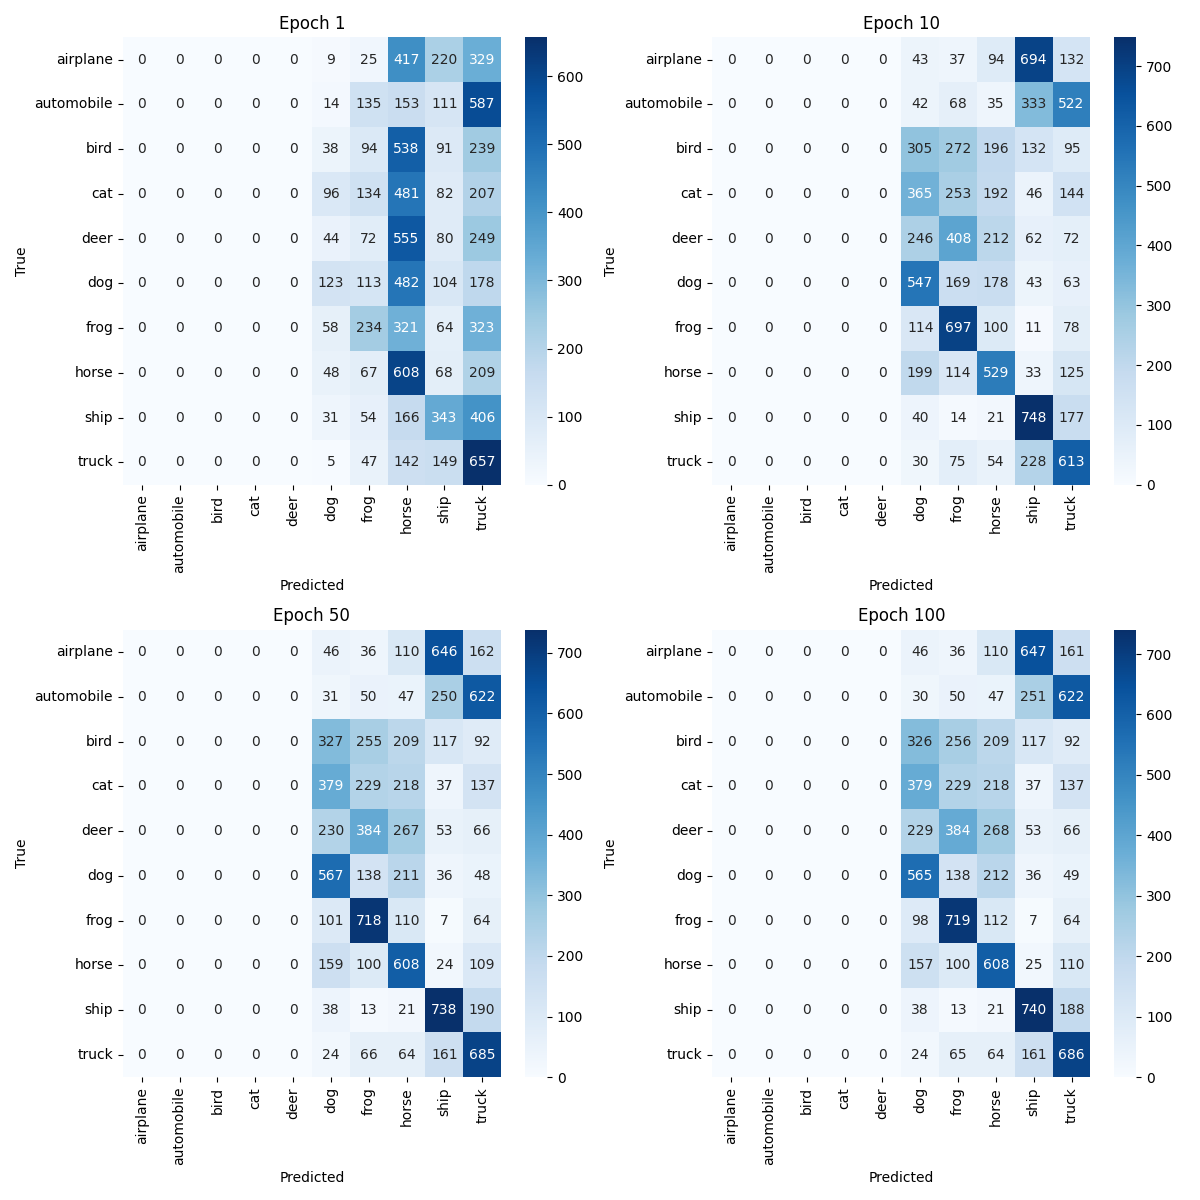 Epoch 1
airplane 0 0 0 0 0 9 25 417 220 329
automobile 0 0 0 0 0 14 135 153 111 587
bird 0 0 0 0 0 38 94 538 91 239
cat 0 0 0 0 0 96 134 481 82 207
deer 0 0 0 0 0 44 72 555 80 249
dog 0 0 0 0 0 123 113 482 104 178
frog 0 0 0 0 0 58 234 321 64 323
horse 0 0 0 0 0 48 67 608 68 209
ship 0 0 0 0 0 31 54 166 343 406
truck 0 0 0 0 0 5 47 142 149 657
True
airplane automobile bird cat deer dog frog horse ship truck
Predicted
600
500
400
300
200
100
0
Epoch 10
airplane 0 0 0 0 0 43 37 94 694 132
automobile 0 0 0 0 0 42 68 35 333 522
bird 0 0 0 0 0 305 272 196 132 95
cat 0 0 0 0 0 365 253 192 46 144
deer 0 0 0 0 0 246 408 212 62 72
dog 0 0 0 0 0 547 169 178 43 63
frog 0 0 0 0 0 114 697 100 11 78
horse 0 0 0 0 0 199 114 529 33 125
ship 0 0 0 0 0 40 14 21 748 177
truck 0 0 0 0 0 30 75 54 228 613
True
airplane automobile bird cat deer dog frog horse ship truck
Predicted
700
600
500
400
300
200
100
0
Epoch 50
airplane 0 0 0 0 0 46 36 110 646 162
automobile 0 0 0 0 0 31 50 47 250 622
bird 0 0 0 0 0 327 255 209 117 92
cat 0 0 0 0 0 379 229 218 37 137
deer 0 0 0 0 0 230 384 267 53 66
dog 0 0 0 0 0 567 138 211 36 48
frog 0 0 0 0 0 101 718 110 7 64
horse 0 0 0 0 0 159 100 608 24 109
ship 0 0 0 0 0 38 13 21 738 190
truck 0 0 0 0 0 24 66 64 161 685
True
airplane automobile bird cat deer dog frog horse ship truck
Predicted
700
600
500
400
300
200
100
0
Epoch 100
airplane 0 0 0 0 0 46 36 110 647 161
automobile 0 0 0 0 0 30 50 47 251 622
bird 0 0 0 0 0 326 256 209 117 92
cat 0 0 0 0 0 379 229 218 37 137
deer 0 0 0 0 0 229 384 268 53 66
dog 0 0 0 0 0 565 138 212 36 49
frog 0 0 0 0 0 98 719 112 7 64
horse 0 0 0 0 0 157 100 608 25 110
ship 0 0 0 0 0 38 13 21 740 188
truck 0 0 0 0 0 24 65 64 161 686
True
airplane automobile bird cat deer dog frog horse ship truck
Predicted
700
600
500
400
300
200
100
0